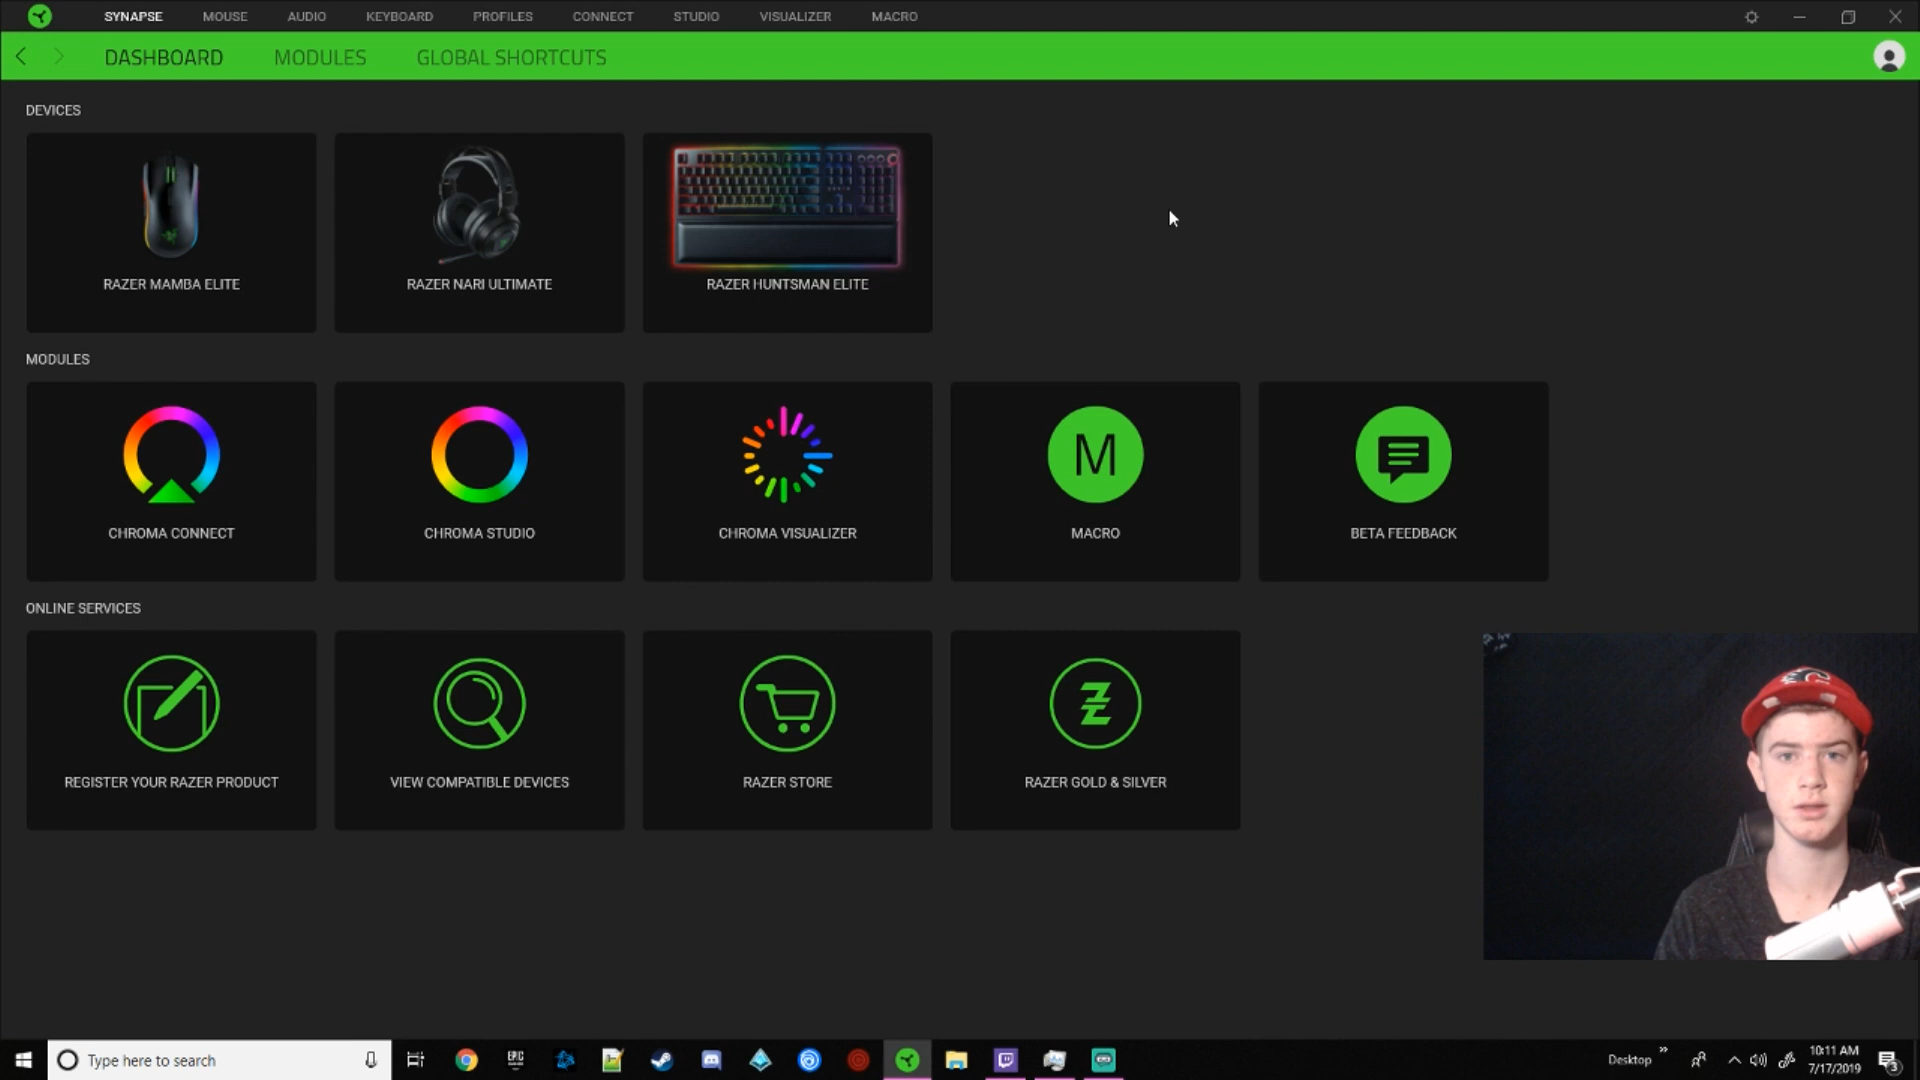 SYNAPSE MOUSE AUDIO KEYBOARD PROFILES CONNECT STUDIO VISUALIZER MACRO
DASHBOARD MODULES GLOBAL SHORTCUTS
DEVICES
RAZER MAMBA ELITE RAZER NARI ULTIMATE RAZER HUNTSMAN ELITE
MODULES
M
CHROMA CONNECT CHROMA STUDIO CHROMA VISUALIZER MACRO BETA FEEDBACK
ONLINE SERVICES
REGISTER YOUR RAZER PRODUCT VIEW COMPATIBLE DEVICES RAZER STORE RAZER GOLD & SILVER
Type here to search EPIC Desktop 10:11 AM
7/17/2019 3